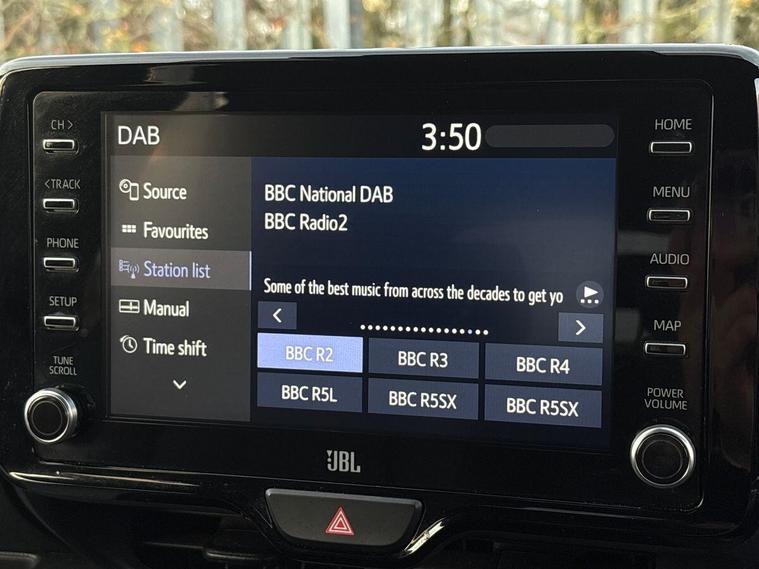 CH >
< TRACK
PHONE
SETUP
TUNE
SCROLL
DAB
3:50
Source
Favourites
Station list
Manual
Time shift
BBC National DAB
BBC Radio2
Some of the best music from across the decades to get yo
BBC R2
BBC R3
BBC R4
BBC R5L
BBC R5SX
BBC R5SX
HOME
MENU
AUDIO
MAP
POWER
VOLUME
JBL